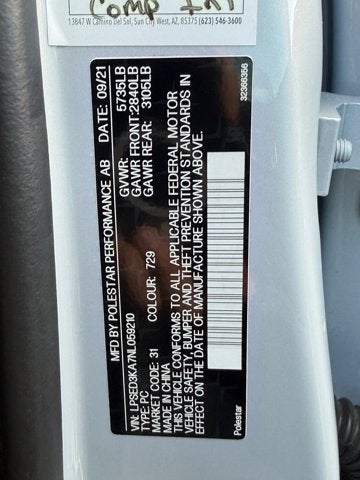 Comp Int
13847 W Camino Del Sol, Sun City West, AZ, 85375 (623) 546-3600
MFD BY POLESTAR PERFORMANCE AB DATE: 09/21
GVWR: 5735LB
GAWR FRONT: 2840LB
GAWR REAR: 3105LB
VIN: LPSED3KA7NL059210
TYPE: PC
MARKET CODE: 31 COLOUR: 729
MADE IN CHINA
THIS VEHICLE CONFORMS TO ALL APPLICABLE FEDERAL MOTOR
VEHICLE SAFETY, BUMPER AND THEFT PREVENTION STANDARDS IN
EFFECT ON THE DATE OF MANUFACTURE SHOWN ABOVE.
Polestar 32366356